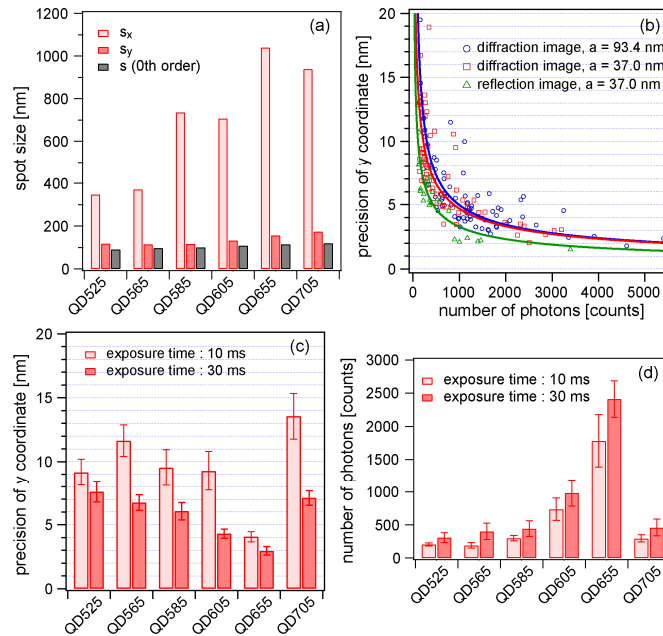 (a)
s_x
s_y
s (0th order)
spot size [nm]
1200
1000
800
600
400
200
0
QD525
QD565
QD585
QD605
QD655
QD705
(b)
diffraction image, a = 93.4 nm
diffraction image, a = 37.0 nm
reflection image, a = 37.0 nm
precision of y coordinate [nm]
20
15
10
5
0
0 1000 2000 3000 4000 5000
number of photons [counts]
(c)
exposure time : 10 ms
exposure time : 30 ms
precision of y coordinate [nm]
20
15
10
5
0
QD525
QD565
QD585
QD605
QD655
QD705
(d)
exposure time : 10 ms
exposure time : 30 ms
number of photons [counts]
3000
2500
2000
1500
1000
500
0
QD525
QD565
QD585
QD605
QD655
QD705